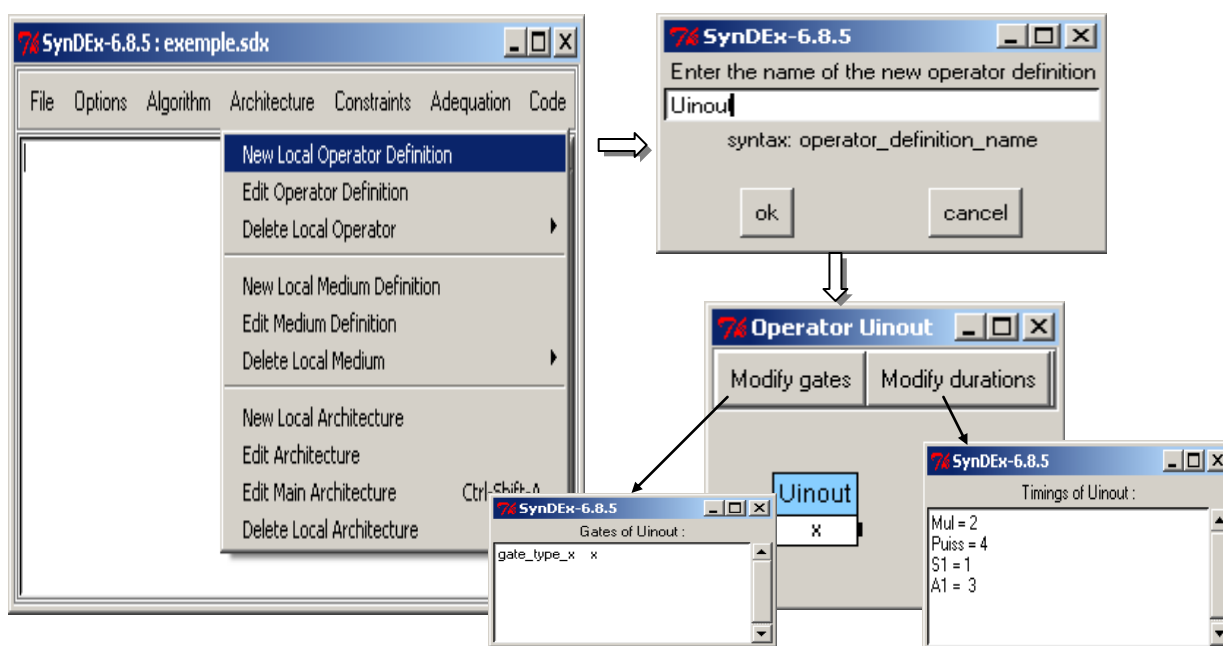 SynDEx-6.8.5 : exemple.sdx
File Options Algorithm Architecture Constraints Adequation Code
New Local Operator Definition
Edit Operator Definition
Delete Local Operator
New Local Medium Definition
Edit Medium Definition
Delete Local Medium
New Local Architecture
Edit Architecture
Edit Main Architecture Ctrl-Shift-A
Delete Local Architecture
SynDEx-6.8.5
Enter the name of the new operator definition
Uinout
syntax: operator_definition_name
ok cancel
Operator Uinout
Modify gates Modify durations
Uinout
x
SynDEx-6.8.5
Gates of Uinout :
gate_type_x x
SynDEx-6.8.5
Timings of Uinout :
Mul = 2
Puiss = 4
S1 = 1
A1 = 3